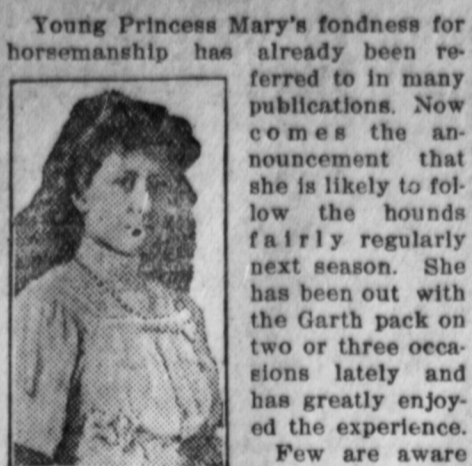 Young Princess Mary's fondness for
horsemanship has already been re-
ferred to in many
publications. Now
comes the an-
nouncement that
she is likely to fol-
low the hounds
fairly regularly
next season. She
has been out with
the Garth pack on
two or three occa-
sions lately and
has greatly enjoy-
ed the experience.
Few are aware